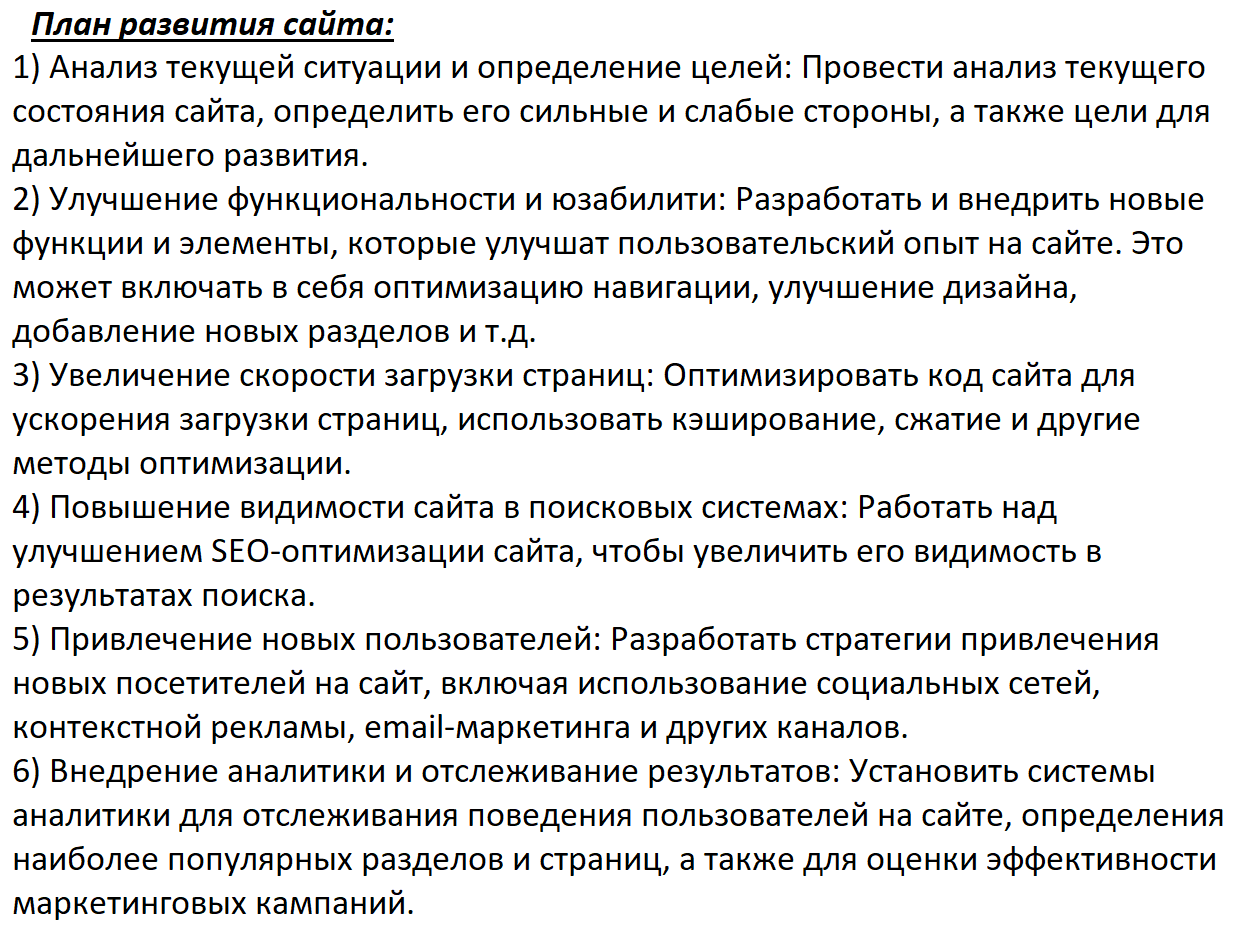 План развития сайта:
1) Анализ текущей ситуации и определение целей: Провести анализ текущего
состояния сайта, определить его сильные и слабые стороны, а также цели для
дальнейшего развития.
2) Улучшение функциональности и юзабилити: Разработать и внедрить новые
функции и элементы, которые улучшат пользовательский опыт на сайте. Это
может включать в себя оптимизацию навигации, улучшение дизайна,
добавление новых разделов и т.д.
3) Увеличение скорости загрузки страниц: Оптимизировать код сайта для
ускорения загрузки страниц, использовать кэширование, сжатие и другие
методы оптимизации.
4) Повышение видимости сайта в поисковых системах: Работать над
улучшением SEO-оптимизации сайта, чтобы увеличить его видимость в
результатах поиска.
5) Привлечение новых пользователей: Разработать стратегии привлечения
новых посетителей на сайт, включая использование социальных сетей,
контекстной рекламы, email-маркетинга и других каналов.
6) Внедрение аналитики и отслеживание результатов: Установить системы
аналитики для отслеживания поведения пользователей на сайте, определения
наиболее популярных разделов и страниц, а также для оценки эффективности
маркетинговых кампаний.